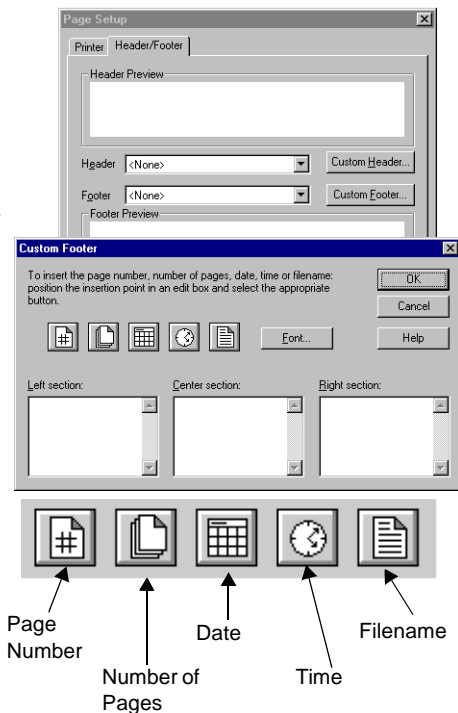 Page Setup
Printer Header/Footer
Header Preview
Header <None> Custom Header...
Footer <None> Custom Footer...
Footer Preview
Custom Footer
To insert the page number, number of pages, date, time or filename:
position the insertion point in an edit box and select the appropriate
button.
OK
Cancel
# Font... Help
Left section: Center section: Right section:
#
Page
Number
Number of
Pages
Date
Time
Filename